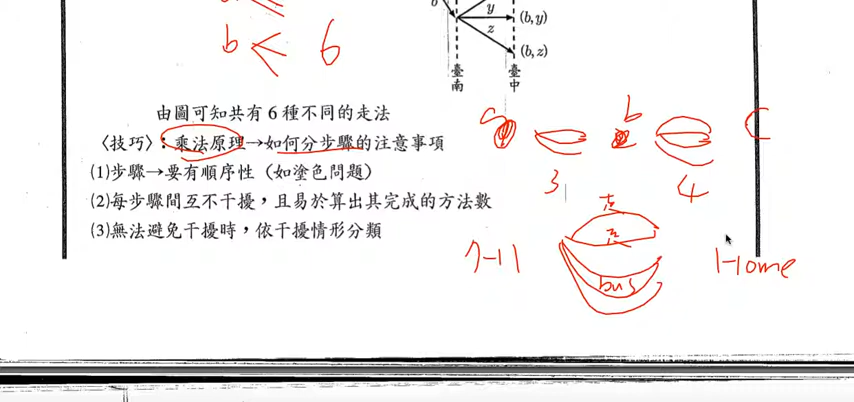 b
6
y
(b, y)
z
(b, z)
臺南
臺中
由圖可知共有 6 種不同的走法
〈技巧〉：乘法原理→如何分步驟的注意事項
(1)步驟→要有順序性（如塗色問題）
(2)每步驟間互不干擾，且易於算出其完成的方法數
(3)無法避免干擾時，依干擾情形分類
a
b
C
3
4
7-11
bus
Home